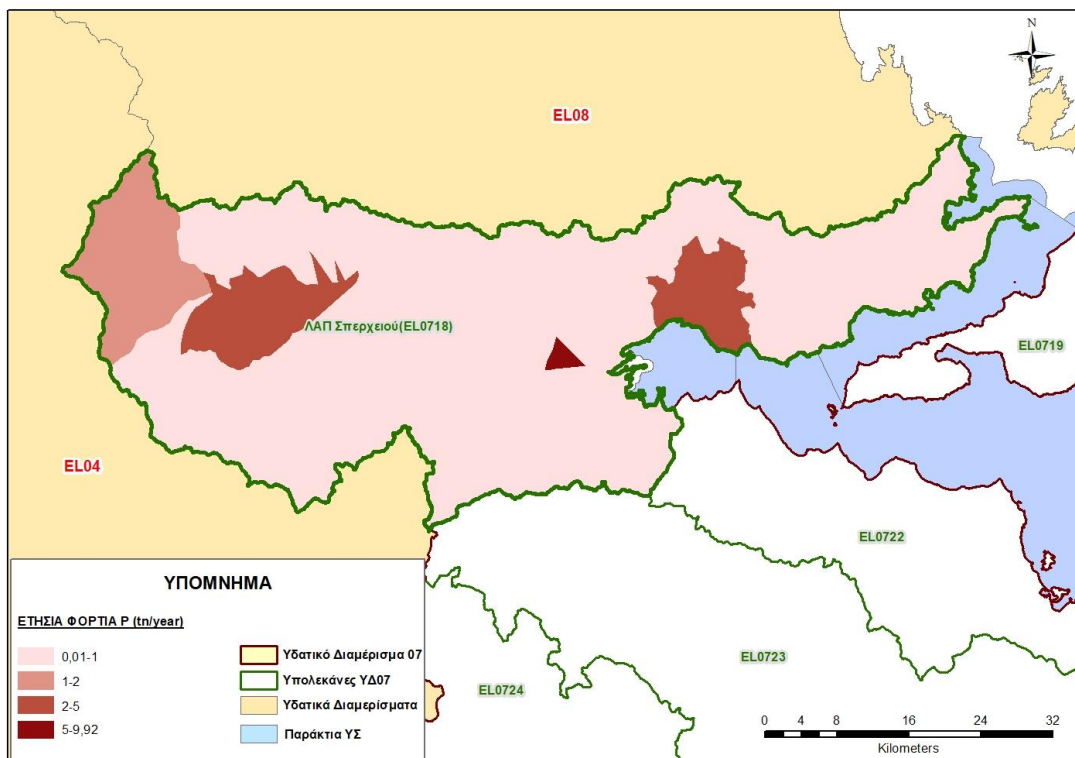 N
EL08
ΛΑΠ Σπερχειού(EL0718)
EL0719
EL04
EL0722
EL0723
EL0724
ΥΠΟΜΝΗΜΑ
ΕΤΗΣΙΑ ΦΟΡΤΙΑ P (tn/year)
0,01-1
1-2
2-5
5-9,92
Υδατικό Διαμέρισμα 07
Υπολεκάνες ΥΔ07
Υδατικά Διαμερίσματα
Παράκτια ΥΣ
0 4 8 16 24 32
Kilometers